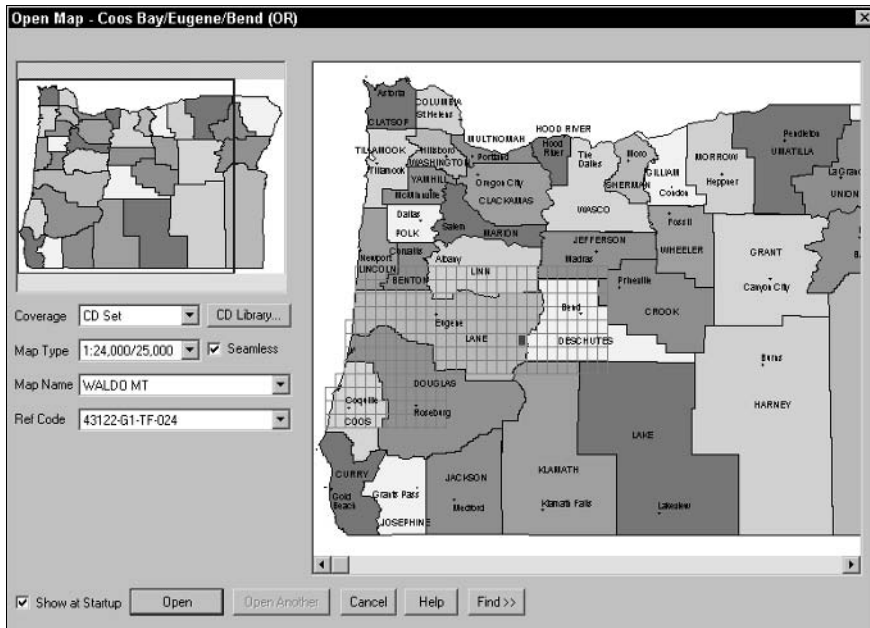 Open Map - Coos Bay/Eugene/Bend (OR)
Coverage CD Set CD Library...
Map Type 1:24,000/25,000 Seamless
Map Name WALDO MT
Ref Code 43122-G1-TF-024
Astoria
COLUMBIA
St Helens
CLATSOP
HOOD RIVER
MULTNOMAH
TILLAMOOK
Hillsboro
WASHINGTON
Portland
Hood River
The Dalles
Moro
Pendleton
UMATILLA
MORROW
GILLIAM
Tillamook
YAMHILL
Oregon City
SHERMAN
Condon
Heppner
La Grand
UNION
McMinnville
CLACKAMAS
WASCO
Dallas
POLK
Salem
MARION
Fossil
JEFFERSON
WHEELER
GRANT
Newport
Corvallis
Albany
Madras
LINCOLN
BENTON
LINN
Prineville
Canyon City
Bend
CROOK
Eugene
LANE
DESCHUTES
Burns
DOUGLAS
Coquille
Roseburg
HARNEY
COOS
LAKE
CURRY
JACKSON
KLAMATH
Gold Beach
Grants Pass
Medford
Klamath Falls
Lakeview
JOSEPHINE
Show at Startup Open Open Another Cancel Help Find >>